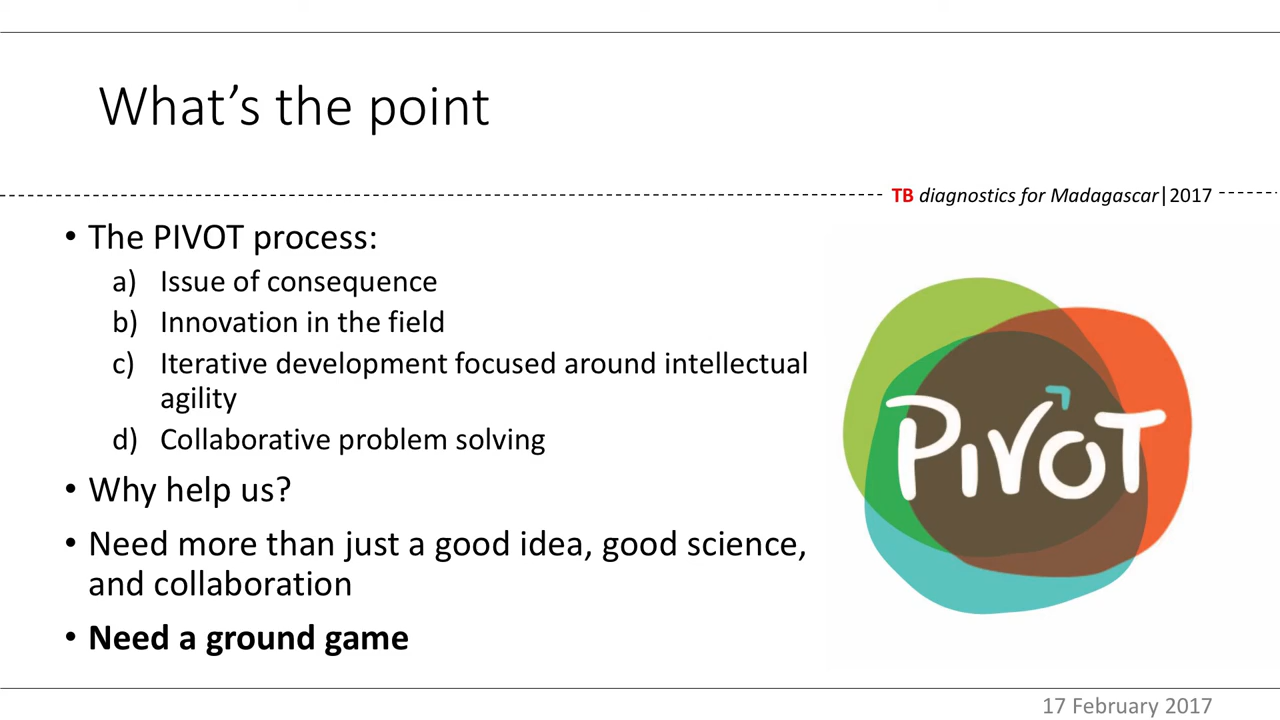 What’s the point
TB diagnostics for Madagascar|2017
• The PIVOT process:
a) Issue of consequence
b) Innovation in the field
c) Iterative development focused around intellectual
agility
d) Collaborative problem solving
• Why help us?
• Need more than just a good idea, good science,
and collaboration
• Need a ground game
PIVOT
17 February 2017